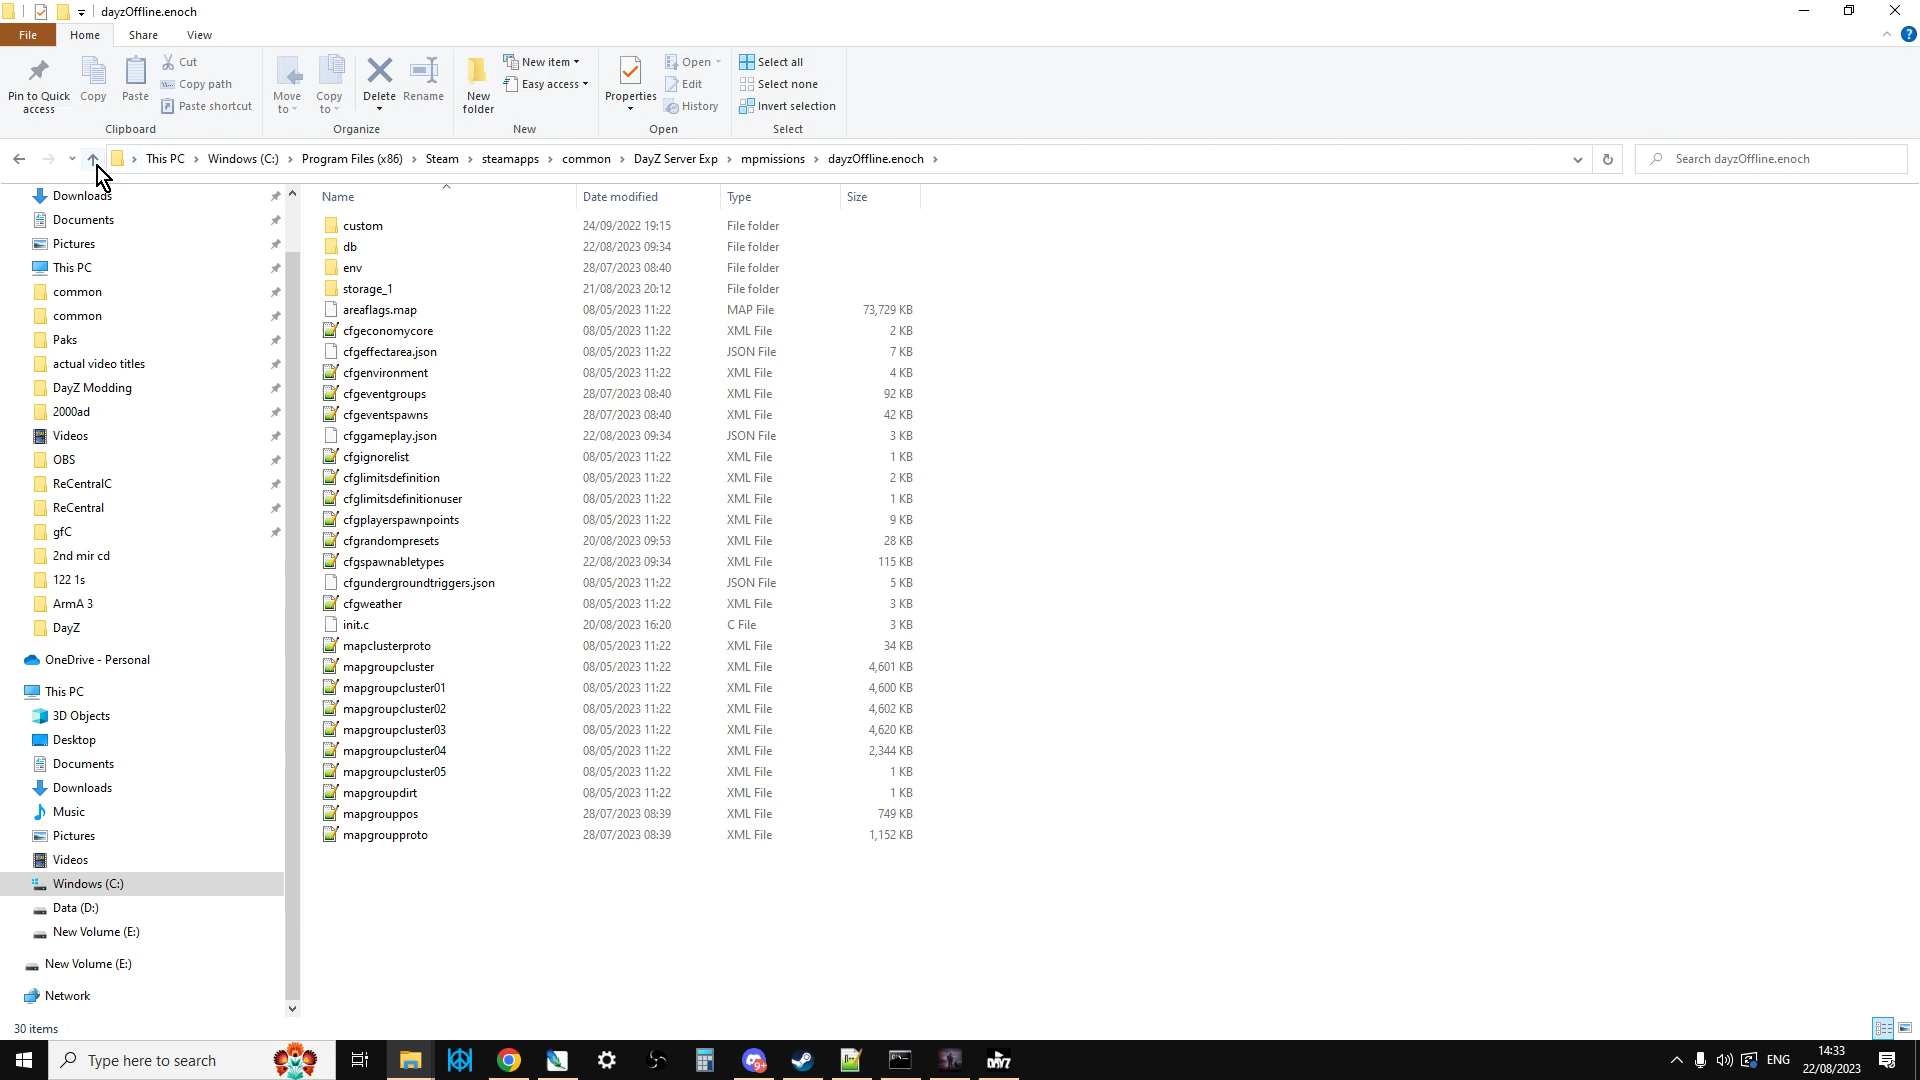 dayzOffline.enoch
File Home Share View
Pin to Quick access
Copy
Paste
Cut
Copy path
Paste shortcut
Clipboard
Move to
Copy to
Delete
Rename
Organize
New folder
New item
Easy access
New
Properties
Open
Edit
History
Open
Select all
Select none
Invert selection
Select
This PC Windows (C:) Program Files (x86) Steam steamapps common DayZ Server Exp mpmissions dayzOffline.enoch
Search dayzOffline.enoch
Downloads
Documents
Pictures
This PC
common
common
Paks
actual video titles
DayZ Modding
2000ad
Videos
OBS
ReCentralC
ReCentral
gfC
2nd mir cd
122 1s
ArmA 3
DayZ
OneDrive - Personal
This PC
3D Objects
Desktop
Documents
Downloads
Music
Pictures
Videos
Windows (C:)
Data (D:)
New Volume (E:)
New Volume (E:)
Network
Name Date modified Type Size
custom 24/09/2022 19:15 File folder
db 22/08/2023 09:34 File folder
env 28/07/2023 08:40 File folder
storage_1 21/08/2023 20:12 File folder
areaflags.map 08/05/2023 11:22 MAP File 73,729 KB
cfgeconomycore 08/05/2023 11:22 XML File 2 KB
cfgeffectarea.json 08/05/2023 11:22 JSON File 7 KB
cfgenvironment 08/05/2023 11:22 XML File 4 KB
cfgeventgroups 28/07/2023 08:40 XML File 92 KB
cfgeventspawns 28/07/2023 08:40 XML File 42 KB
cfggameplay.json 22/08/2023 09:34 JSON File 3 KB
cfgignorelist 08/05/2023 11:22 XML File 1 KB
cfglimitsdefinition 08/05/2023 11:22 XML File 2 KB
cfglimitsdefinitionuser 08/05/2023 11:22 XML File 1 KB
cfgplayerspawnpoints 08/05/2023 11:22 XML File 9 KB
cfgrandompresets 20/08/2023 09:53 XML File 28 KB
cfgspawnabletypes 22/08/2023 09:34 XML File 115 KB
cfgundergroundtriggers.json 08/05/2023 11:22 JSON File 5 KB
cfgweather 08/05/2023 11:22 XML File 3 KB
init.c 20/08/2023 16:20 C File 3 KB
mapclusterproto 08/05/2023 11:22 XML File 34 KB
mapgroupcluster 08/05/2023 11:22 XML File 4,601 KB
mapgroupcluster01 08/05/2023 11:22 XML File 4,600 KB
mapgroupcluster02 08/05/2023 11:22 XML File 4,602 KB
mapgroupcluster03 08/05/2023 11:22 XML File 4,620 KB
mapgroupcluster04 08/05/2023 11:22 XML File 2,344 KB
mapgroupcluster05 08/05/2023 11:22 XML File 1 KB
mapgroupdirt 08/05/2023 11:22 XML File 1 KB
mapgrouppos 28/07/2023 08:39 XML File 749 KB
mapgroupproto 28/07/2023 08:39 XML File 1,152 KB
30 items
Type here to search
9+
DAYZ
ENG
14:33
22/08/2023